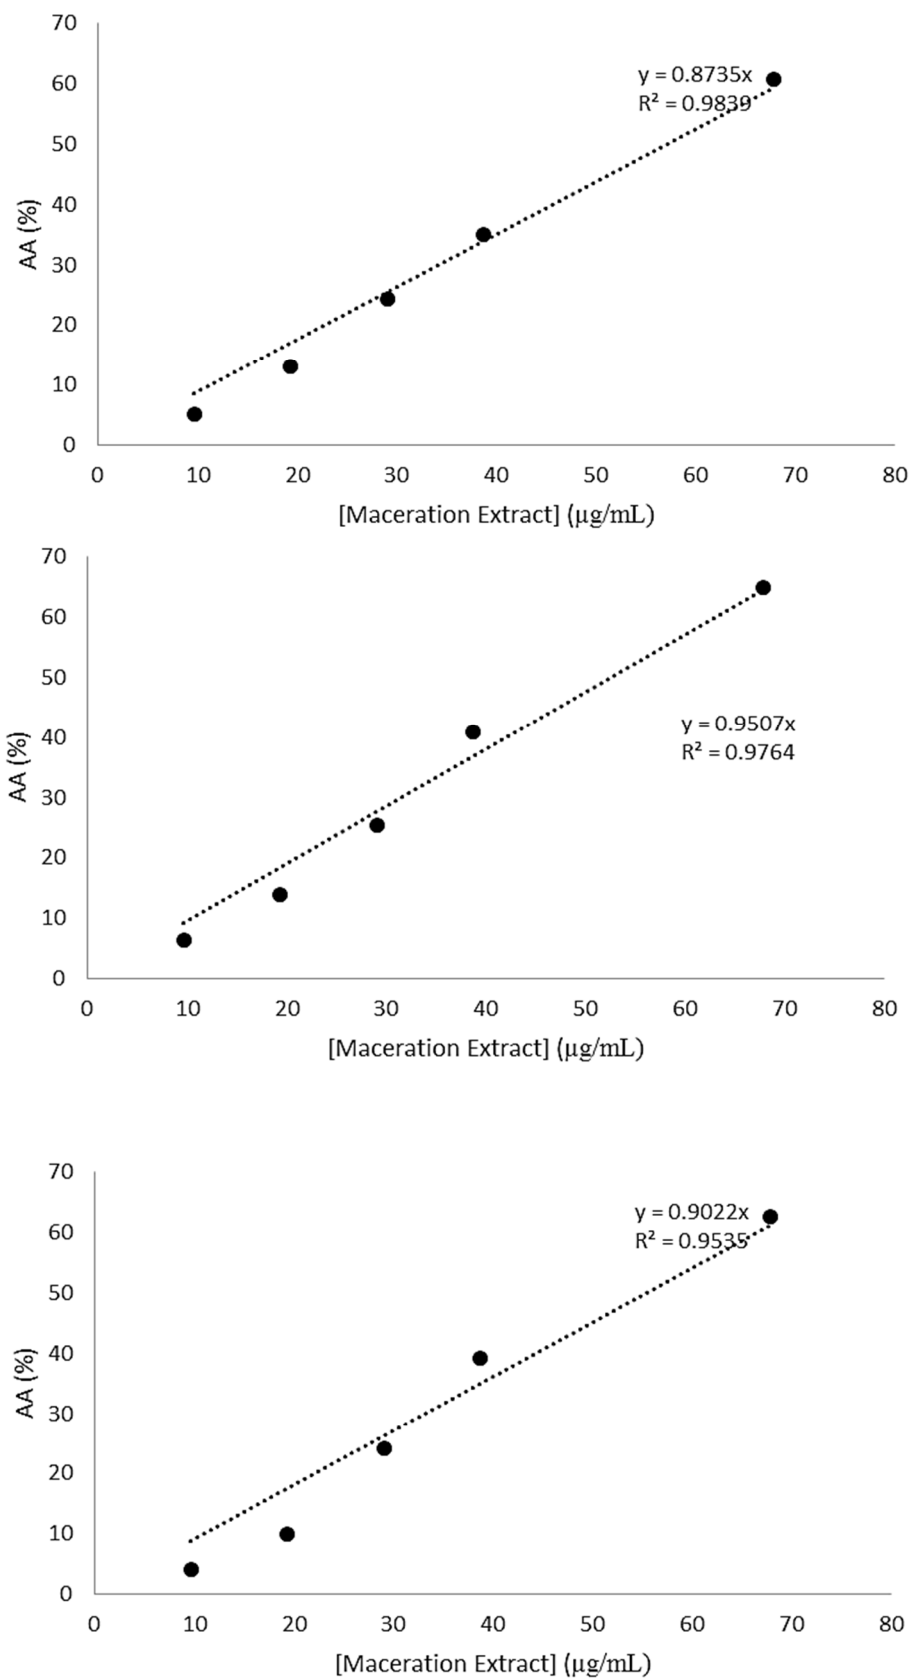 70
y = 0.8735x
60
R² = 0.9839
50
40
AA (%)
30
20
10
0
0 10 20 30 40 50 60 70 80
[Maceration Extract] (µg/mL)
70
60
50
y = 0.9507x
40
R² = 0.9764
AA (%)
30
20
10
0
0 10 20 30 40 50 60 70 80
[Maceration Extract] (µg/mL)
70
y = 0.9022x
60
R² = 0.9535
50
40
AA (%)
30
20
10
0
0 10 20 30 40 50 60 70 80
[Maceration Extract] (µg/mL)